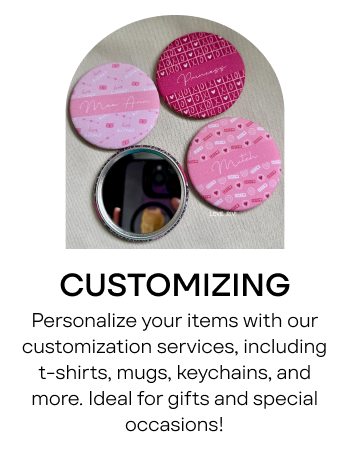 Princess
CUSTOMIZING
Personalize your items with our
customization services, including
t-shirts, mugs, keychains, and
more. Ideal for gifts and special
occasions!